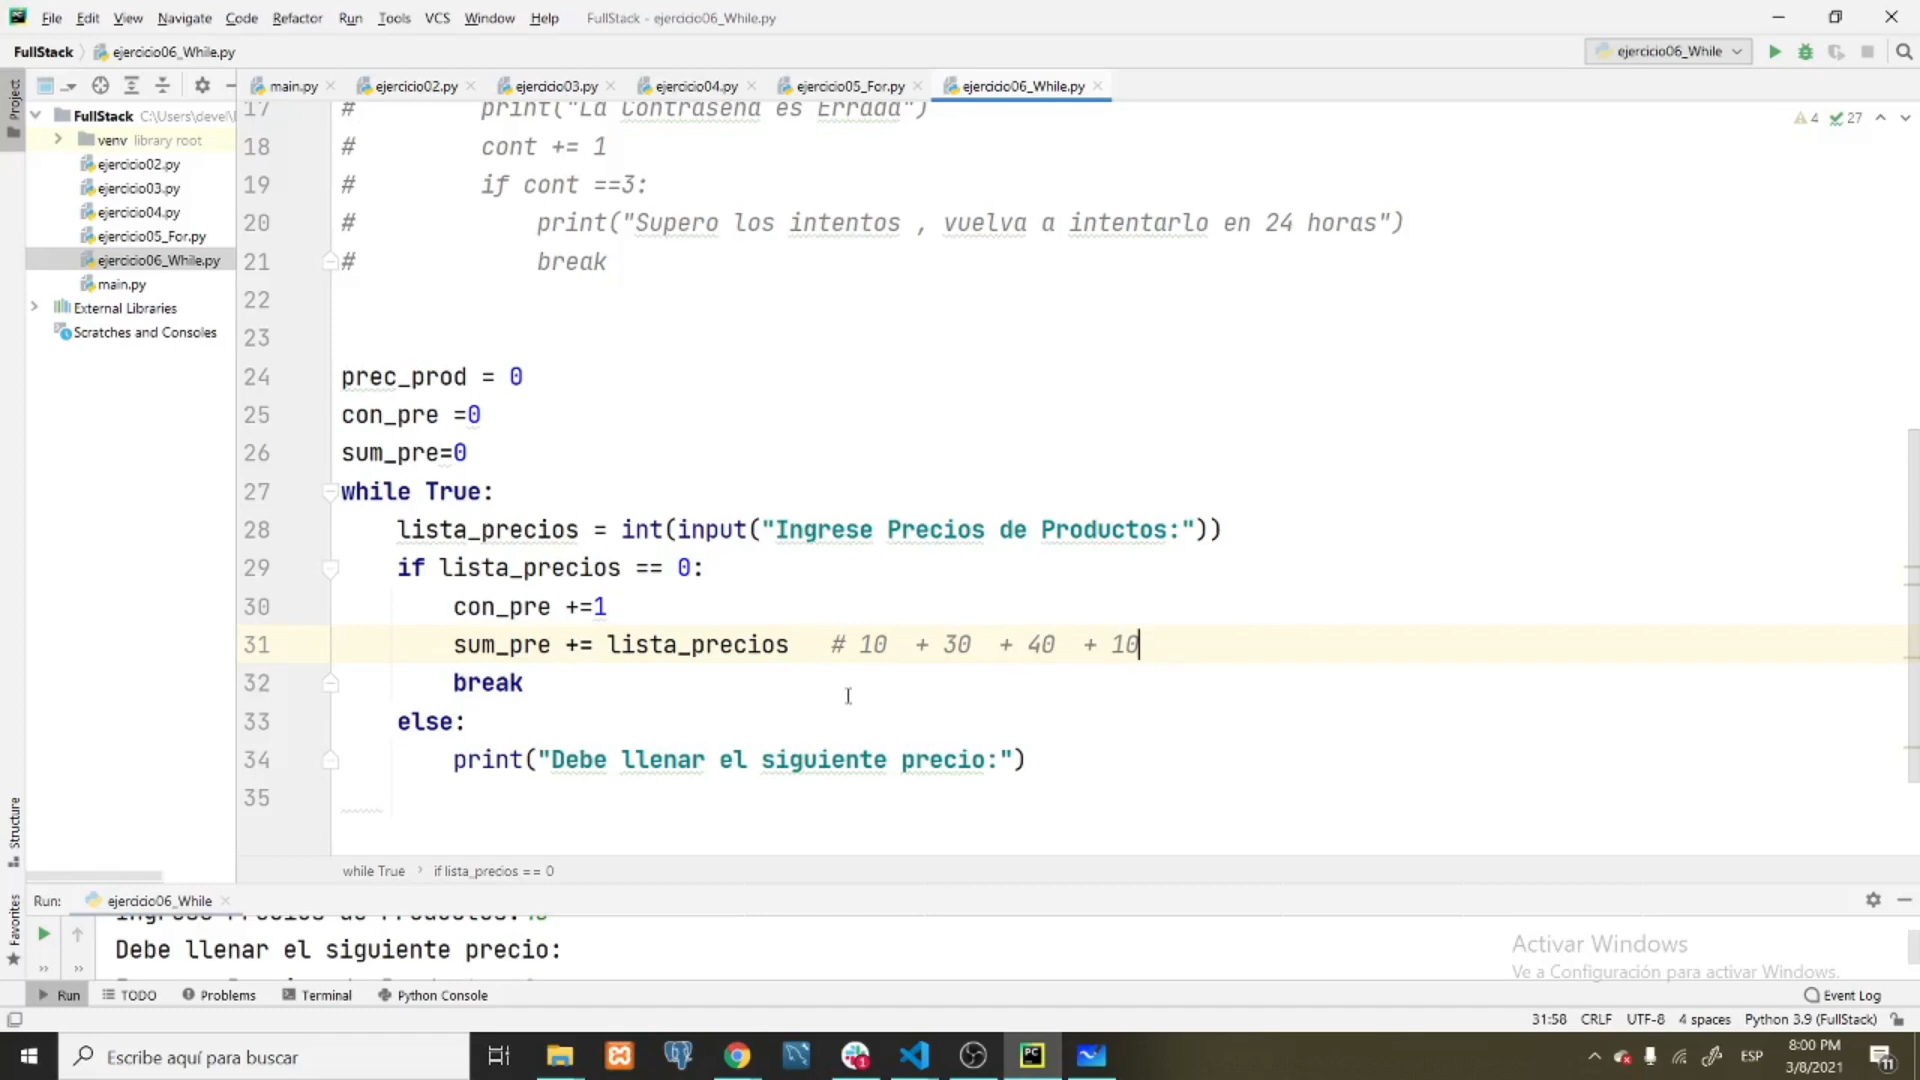 File Edit View Navigate Code Refactor Run Tools VCS Window Help FullStack - ejercicio06_While.py
FullStack ejercicio06_While.py ejercicio06_While
main.py ejercicio02.py ejercicio03.py ejercicio04.py ejercicio05_For.py ejercicio06_While.py
Project
FullStack C:\Users\devel\
venv library root
ejercicio02.py
ejercicio03.py
ejercicio04.py
ejercicio05_For.py
ejercicio06_While.py
main.py
External Libraries
Scratches and Consoles
4 27
17 # print("La Contraseña es Errada")
18 # cont += 1
19 # if cont ==3:
20 # print("Supero los intentos , vuelva a intentarlo en 24 horas")
21 # break
22
23
24 prec_prod = 0
25 con_pre =0
26 sum_pre=0
27 while True:
28 lista_precios = int(input("Ingrese Precios de Productos:"))
29 if lista_precios == 0:
30 con_pre +=1
31 sum_pre += lista_precios # 10 + 30 + 40 + 10
32 break
33 else:
34 print("Debe llenar el siguiente precio:")
35
while True if lista_precios == 0
Structure
Favorites
Run: ejercicio06_While
Debe llenar el siguiente precio:
Activar Windows
Ve a Configuración para activar Windows.
Run TODO Problems Terminal Python Console Event Log
31:58 CRLF UTF-8 4 spaces Python 3.9 (FullStack)
Escribe aquí para buscar
1
PC
ESP
8:00 PM
3/8/2021
11